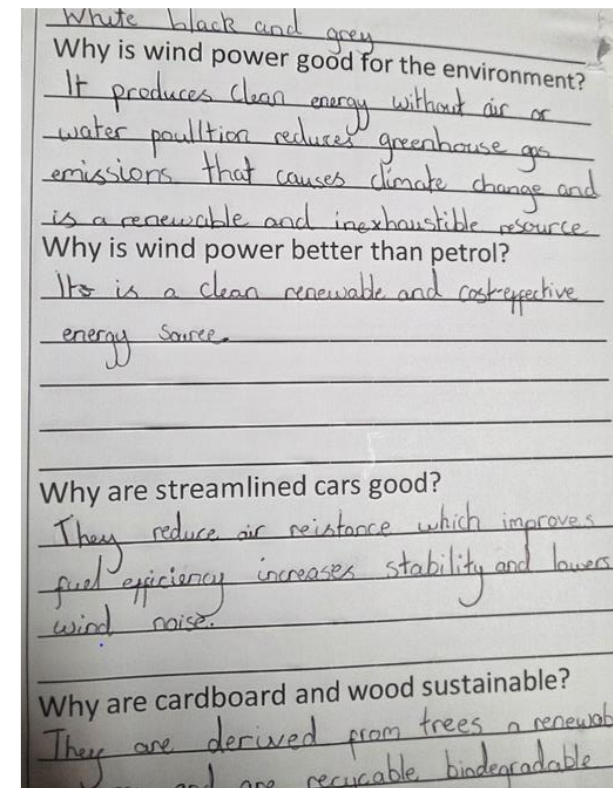 White black and grey
Why is wind power good for the environment?
It produces clean energy without air or
water poulltion reduces greenhouse gas
emissions that causes climate change and
is a renewable and inexhaustible resource
Why is wind power better than petrol?
Its is a clean renewable and cost-effective
energy source.
Why are streamlined cars good?
They reduce air reistance which improves
fuel efficiency increases stability and lowers
wind noise.
Why are cardboard and wood sustainable?
They are derived from trees a renewab
and are recycable biodegradable